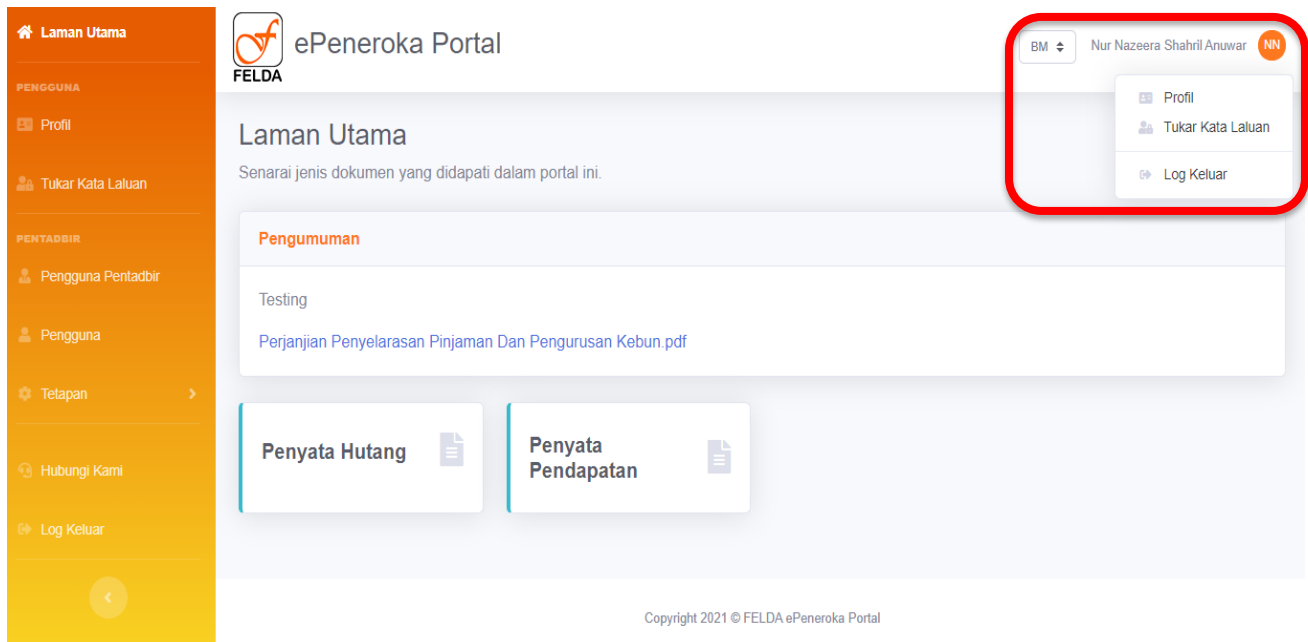 Laman Utama
PENGGUNA
Profil
Tukar Kata Laluan
PENTADBIR
Pengguna Pentadbir
Pengguna
Tetapan
Hubungi Kami
Log Keluar
FELDA
ePeneroka Portal
BM
Nur Nazeera Shahril Anuwar
NN
Profil
Tukar Kata Laluan
Log Keluar
Laman Utama
Senarai jenis dokumen yang didapati dalam portal ini.
Pengumuman
Testing
Perjanjian Penyelarasan Pinjaman Dan Pengurusan Kebun.pdf
Penyata Hutang
Penyata
Pendapatan
Copyright 2021 © FELDA ePeneroka Portal